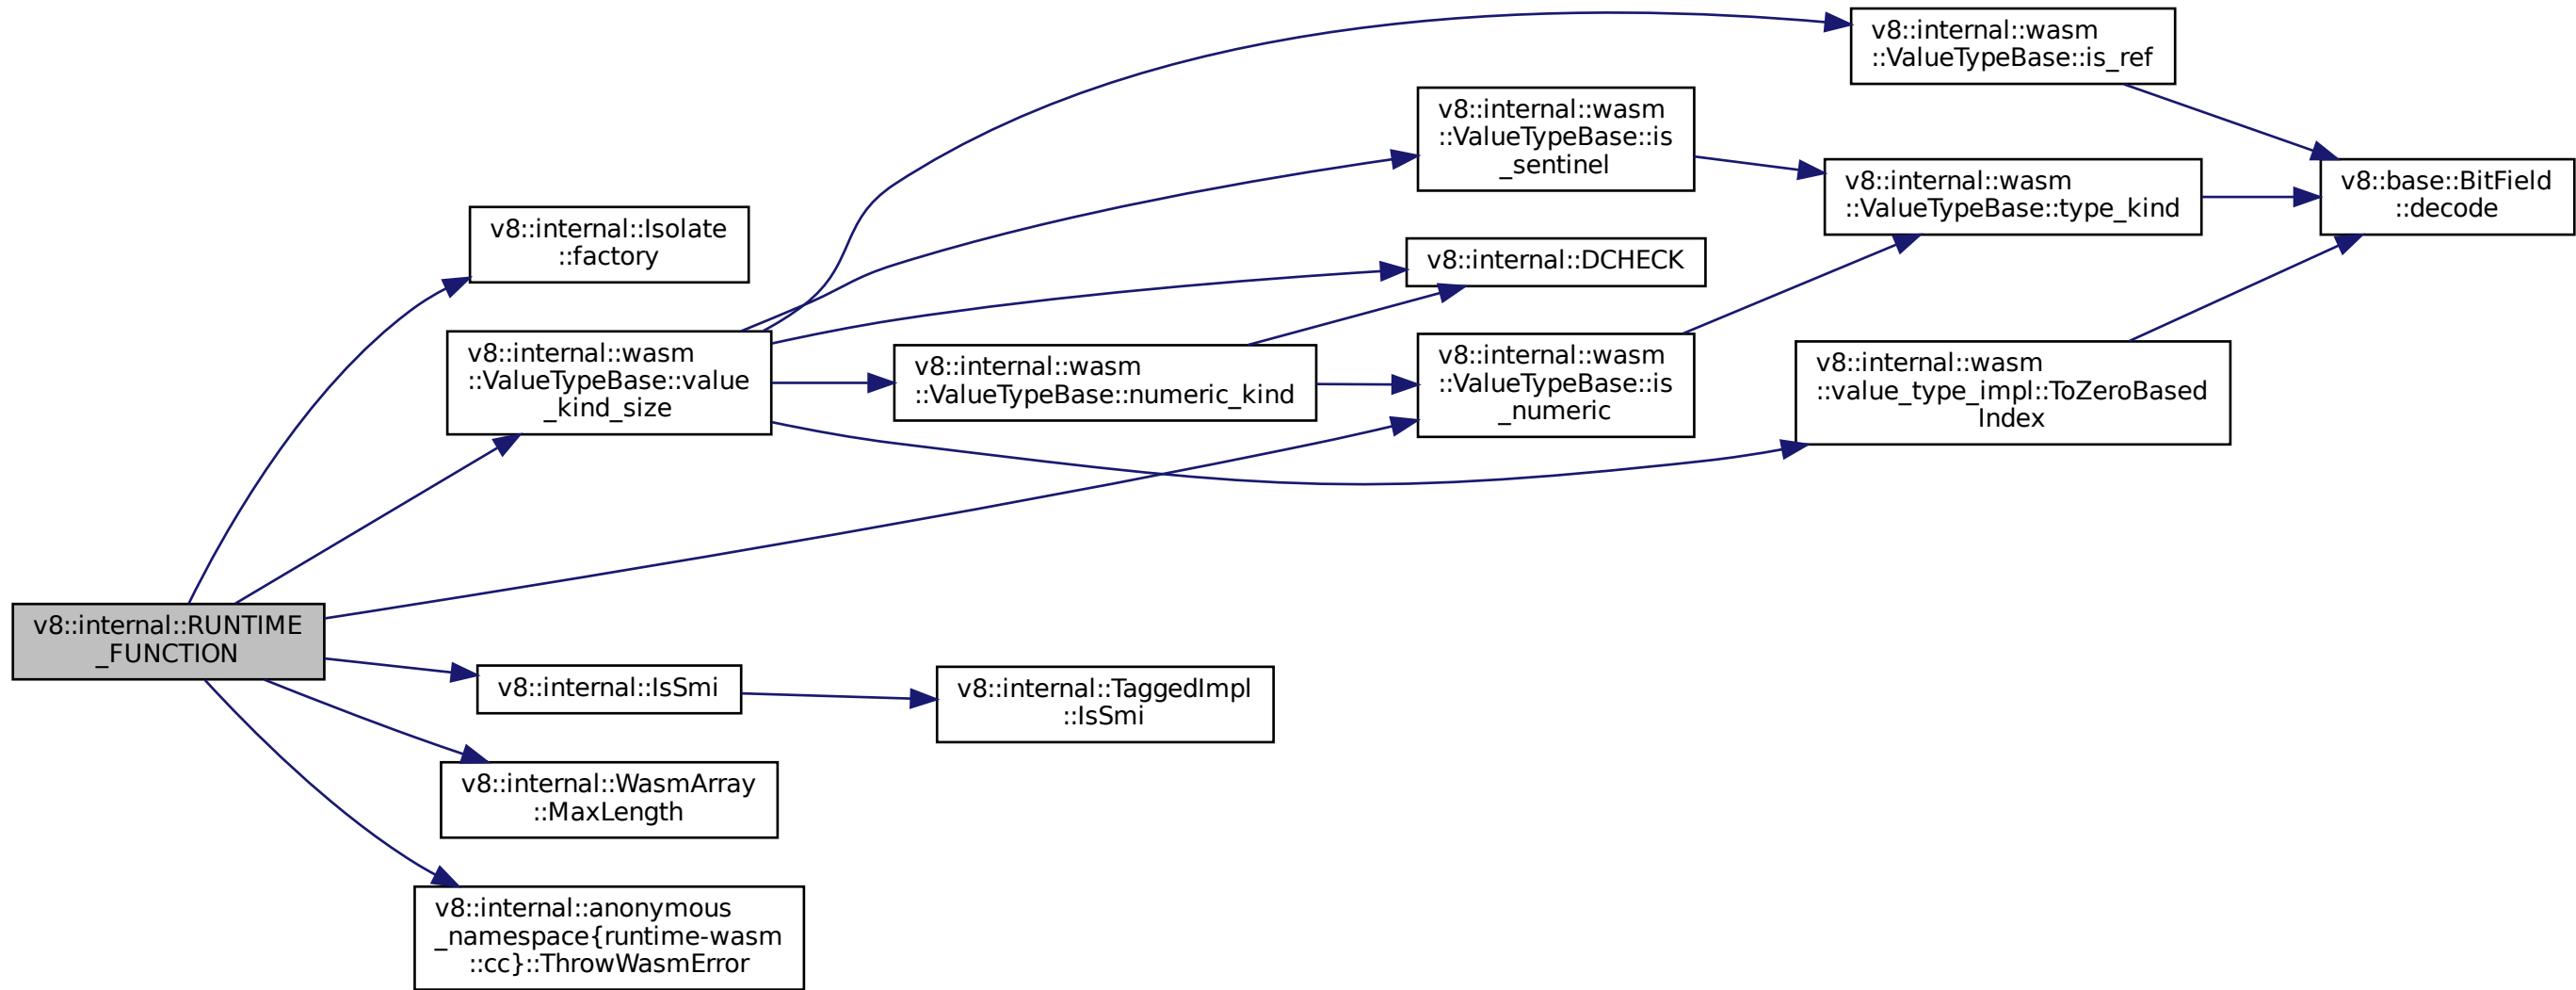 v8::internal::RUNTIME
_FUNCTION
v8::internal::Isolate
::factory
v8::internal::wasm
::ValueTypeBase::value
_kind_size
v8::internal::IsSmi
v8::internal::WasmArray
::MaxLength
v8::internal::anonymous
_namespace{runtime-wasm
::cc}::ThrowWasmError
v8::internal::wasm
::ValueTypeBase::numeric_kind
v8::internal::TaggedImpl
::IsSmi
v8::internal::wasm
::ValueTypeBase::is
_sentinel
v8::internal::DCHECK
v8::internal::wasm
::ValueTypeBase::is
_numeric
v8::internal::wasm
::ValueTypeBase::is_ref
v8::internal::wasm
::ValueTypeBase::type_kind
v8::internal::wasm
::value_type_impl::ToZeroBased
Index
v8::base::BitField
::decode